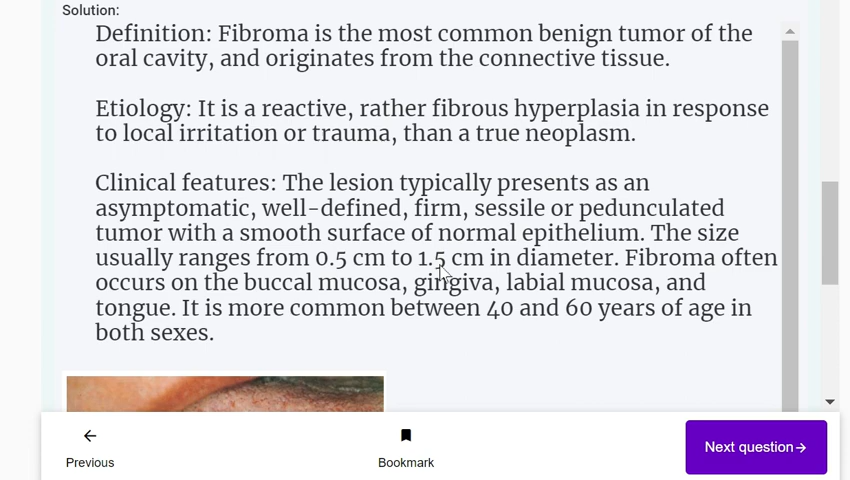 Solution:
Definition: Fibroma is the most common benign tumor of the
oral cavity, and originates from the connective tissue.
Etiology: It is a reactive, rather fibrous hyperplasia in response
to local irritation or trauma, than a true neoplasm.
Clinical features: The lesion typically presents as an
asymptomatic, well-defined, firm, sessile or pedunculated
tumor with a smooth surface of normal epithelium. The size
usually ranges from 0.5 cm to 1.5 cm in diameter. Fibroma often
occurs on the buccal mucosa, gingiva, labial mucosa, and
tongue. It is more common between 40 and 60 years of age in
both sexes.
Previous
Bookmark
Next question→